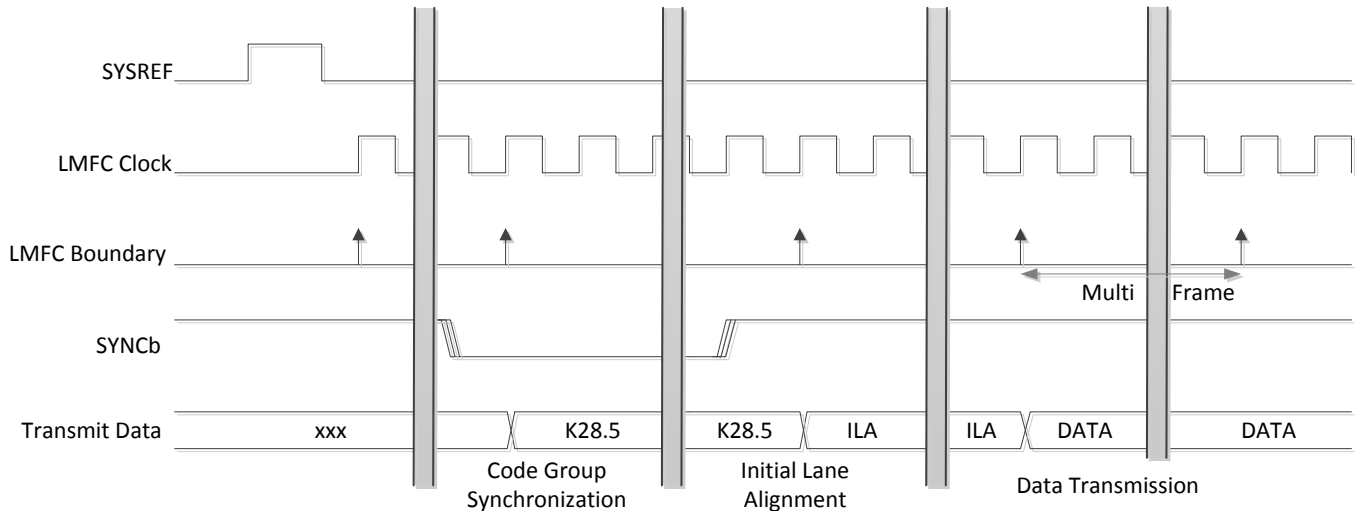 SYSREF
LMFC Clock
LMFC Boundary
Multi Frame
SYNCb
Transmit Data
xxx
K28.5
K28.5
ILA
ILA
DATA
DATA
Code Group
Synchronization
Initial Lane
Alignment
Data Transmission